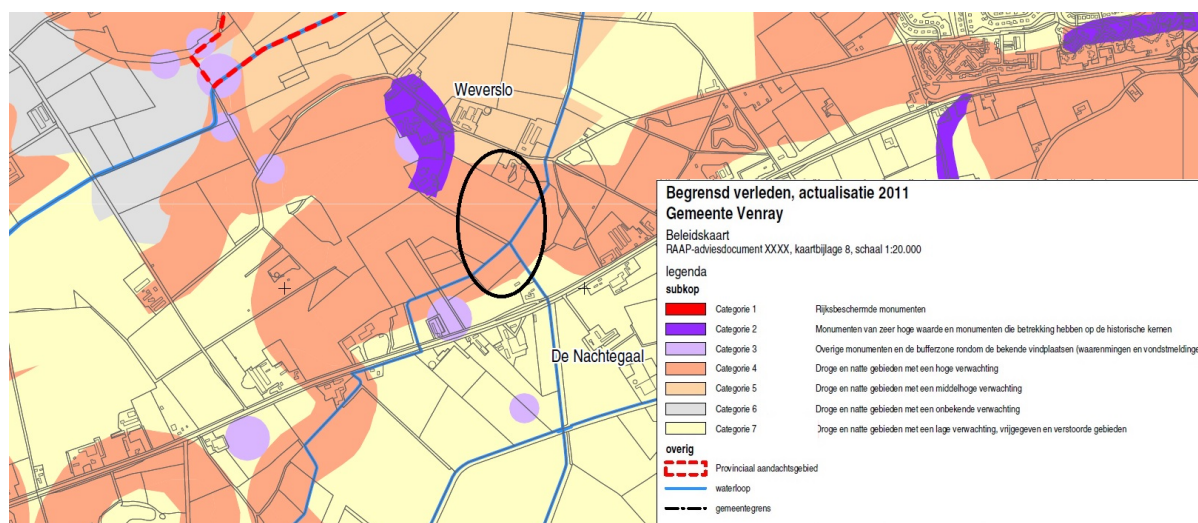 Weverslo
De Nachtegaal
Begrensd verleden, actualisatie 2011
Gemeente Venray
Beleidskaart
RAAP-adviesdocument XXXX, kaartbijlage 8, schaal 1:20.000
legenda
subkop
Categorie 1 Rijksbeschermde monumenten
Categorie 2 Monumenten van zeer hoge waarde en monumenten die betrekking hebben op de historische kernen
Categorie 3 Overige monumenten en de bufferzone rondom de bekende vindplaatsen (waarenmingen en vondstmeldinge
Categorie 4 Droge en natte gebieden met een hoge verwachting
Categorie 5 Droge en natte gebieden met een middelhoge verwachting
Categorie 6 Droge en natte gebieden met een onbekende verwachting
Categorie 7 Droge en natte gebieden met een lage verwachting, vrijgegeven en verstoorde gebieden
overig
Provinciaal aandachtsgebied
waterloop
gemeentegrens